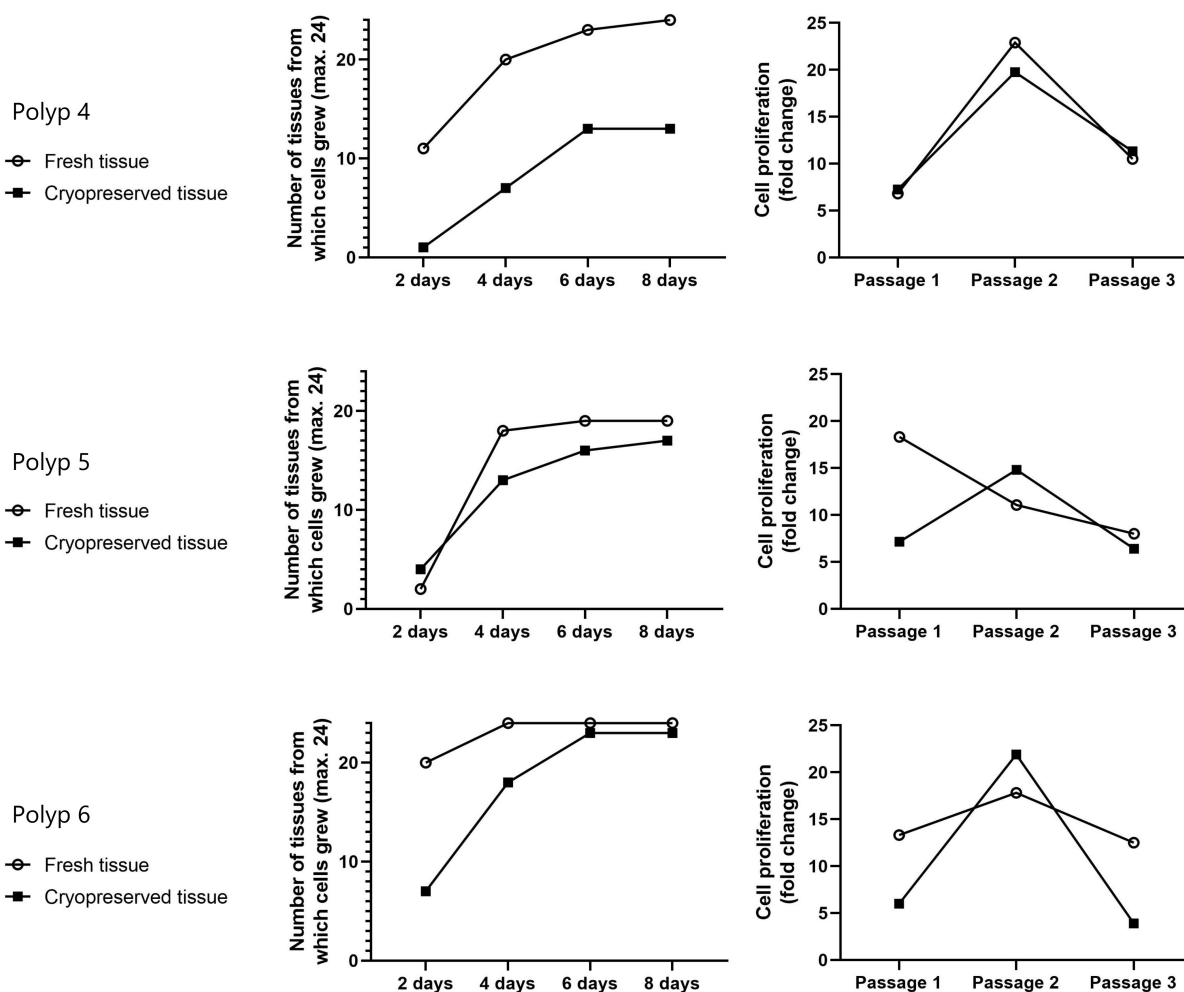 Polyp 4
Fresh tissue
Cryopreserved tissue
Number of tissues from
which cells grew (max. 24)
20
10
0
2 days 4 days 6 days 8 days
Cell proliferation
(fold change)
25
20
15
10
5
0
Passage 1 Passage 2 Passage 3
Polyp 5
Fresh tissue
Cryopreserved tissue
Number of tissues from
which cells grew (max. 24)
20
10
0
2 days 4 days 6 days 8 days
Cell proliferation
(fold change)
25
20
15
10
5
0
Passage 1 Passage 2 Passage 3
Polyp 6
Fresh tissue
Cryopreserved tissue
Number of tissues from
which cells grew (max. 24)
20
10
0
2 days 4 days 6 days 8 days
Cell proliferation
(fold change)
25
20
15
10
5
0
Passage 1 Passage 2 Passage 3